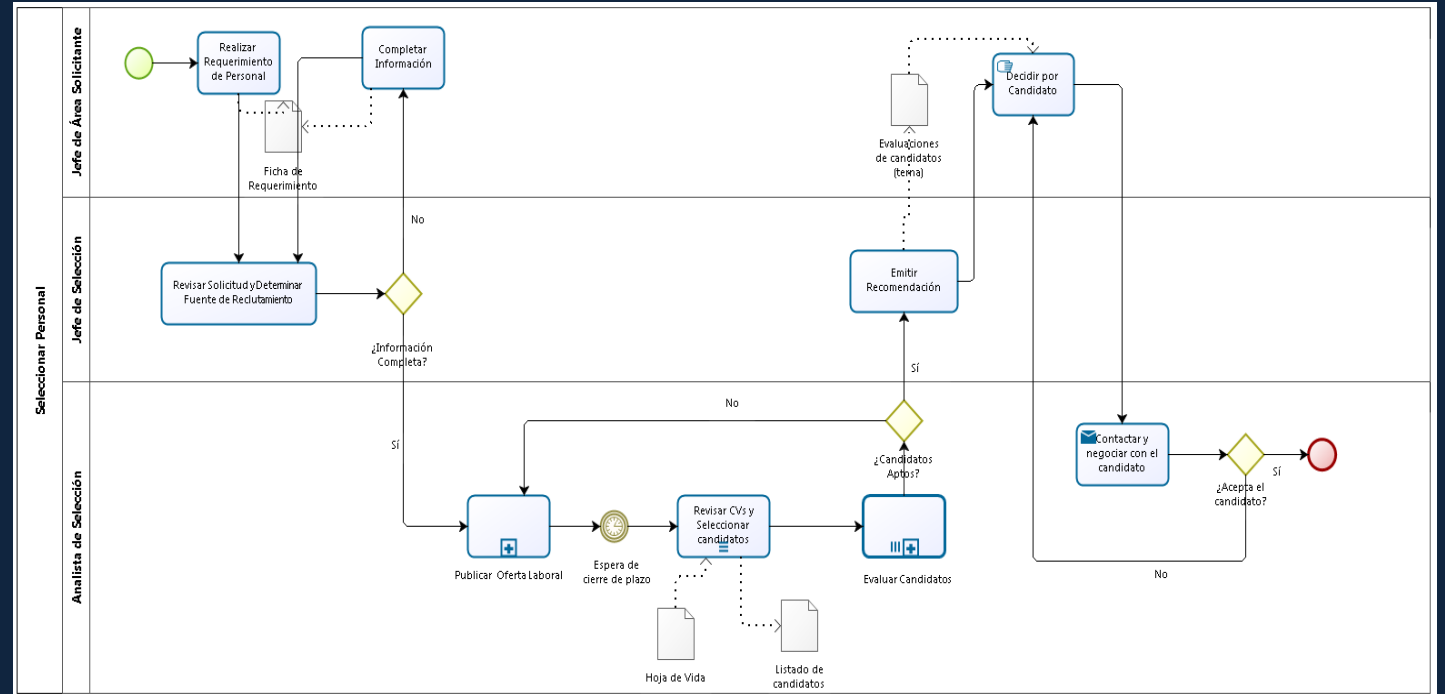 Seleccionar Personal
Jefe de Área Solicitante
Realizar
Requerimiento
de Personal
Completar
Información
Ficha de
Requerimiento
Evaluaciones
de candidatos
(terna)
Decidir por
Candidato
Jefe de Selección
Revisar Solicitud y Determinar
Fuente de Reclutamiento
No
¿Información
Completa?
Emitir
Recomendación
Sí
Analista de Selección
Sí
No
¿Candidatos
Aptos?
Publicar Oferta Laboral
Espera de
cierre de plazo
Revisar CVs y
Seleccionar
candidatos
Evaluar Candidatos
Hoja de Vida
Listado de
candidatos
Contactar y
negociar con el
candidato
¿Acepta el
candidato?
Sí
No